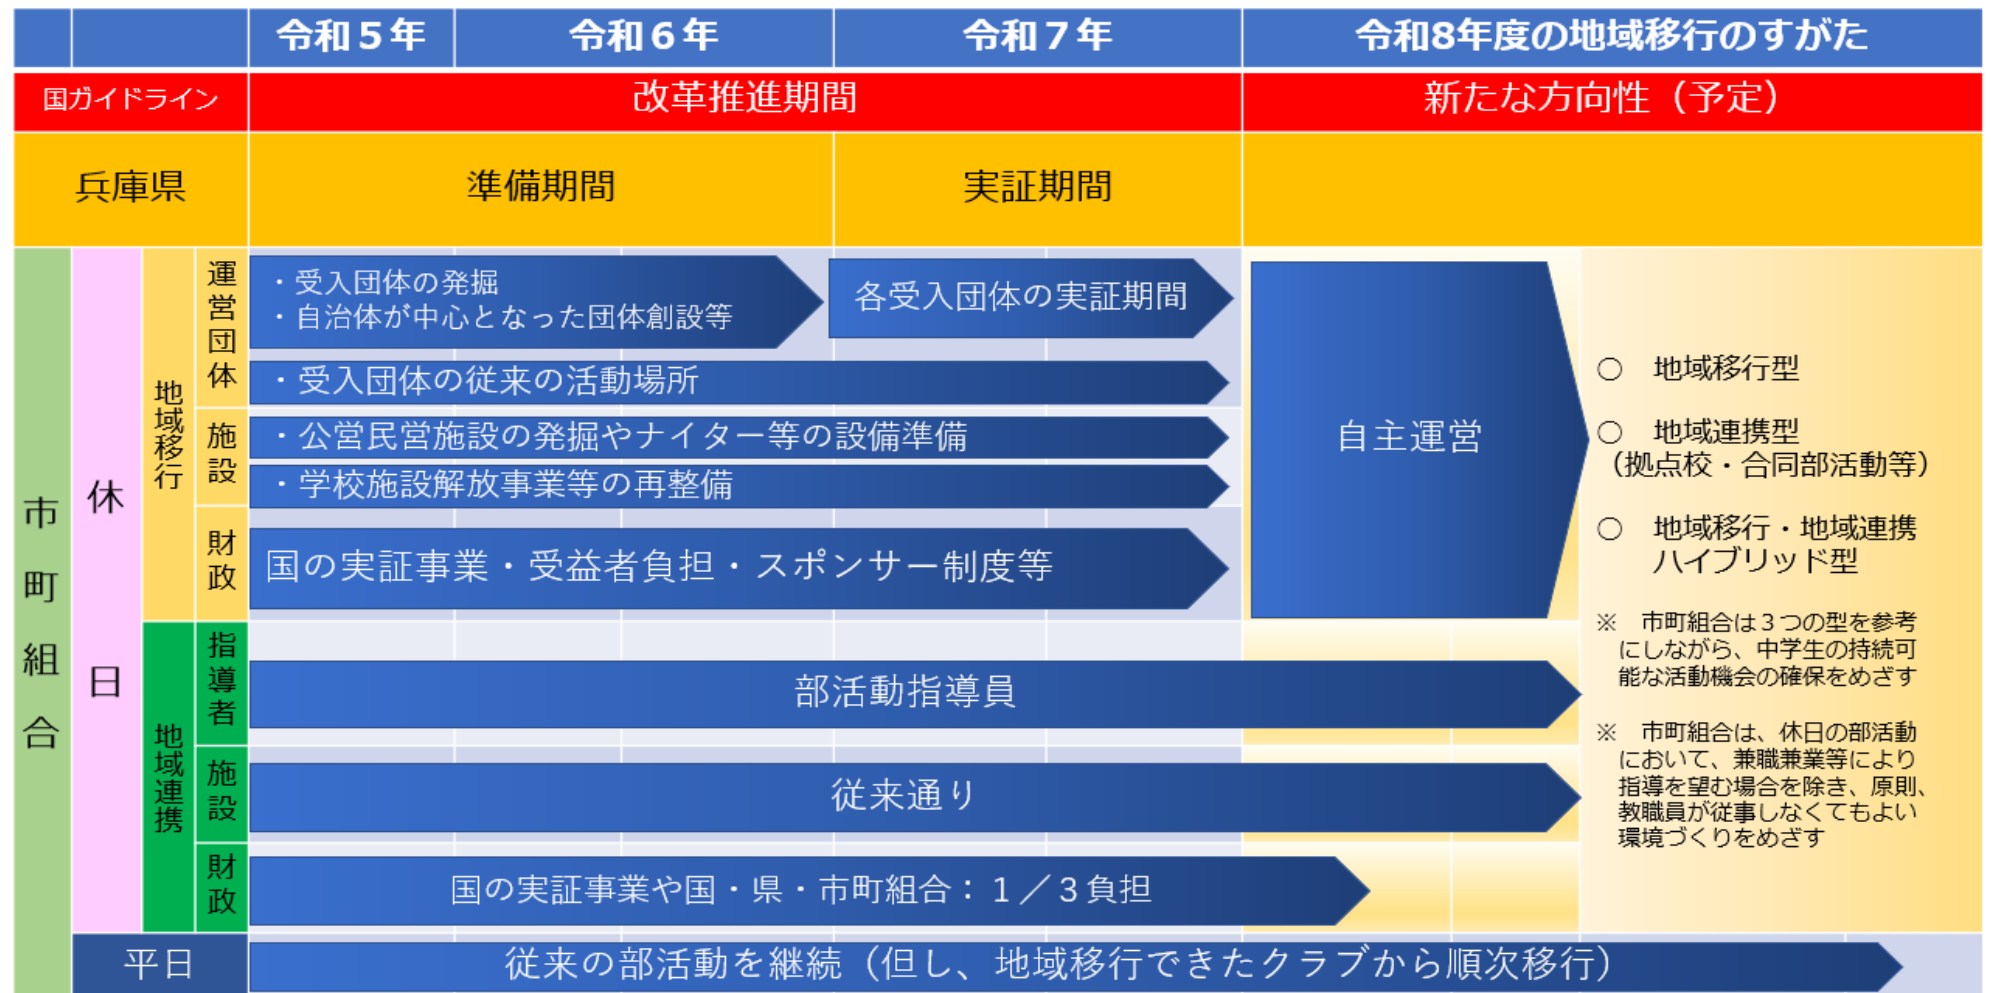 令和５年
令和６年
令和７年
令和8年度の地域移行のすがた
国ガイドライン
改革推進期間
新たな方向性（予定）
兵庫県
準備期間
実証期間
市町組合
休日
地域移行
運営団体
・受入団体の発掘
・自治体が中心となった団体創設等
各受入団体の実証期間
・受入団体の従来の活動場所
施設
・公営民営施設の発掘やナイター等の設備準備
・学校施設解放事業等の再整備
財政
国の実証事業・受益者負担・スポンサー制度等
自主運営
地域連携
指導者
部活動指導員
施設
従来通り
財政
国の実証事業や国・県・市町組合：１／３負担
○　地域移行型
○　地域連携型
（拠点校・合同部活動等）
○　地域移行・地域連携
ハイブリッド型
※　市町組合は３つの型を参考
にしながら、中学生の持続可
能な活動機会の確保をめざす
※　市町組合は、休日の部活動
において、兼職兼業等により
指導を望む場合を除き、原則、
教職員が従事しなくてもよい
環境づくりをめざす
平日
従来の部活動を継続（但し、地域移行できたクラブから順次移行）